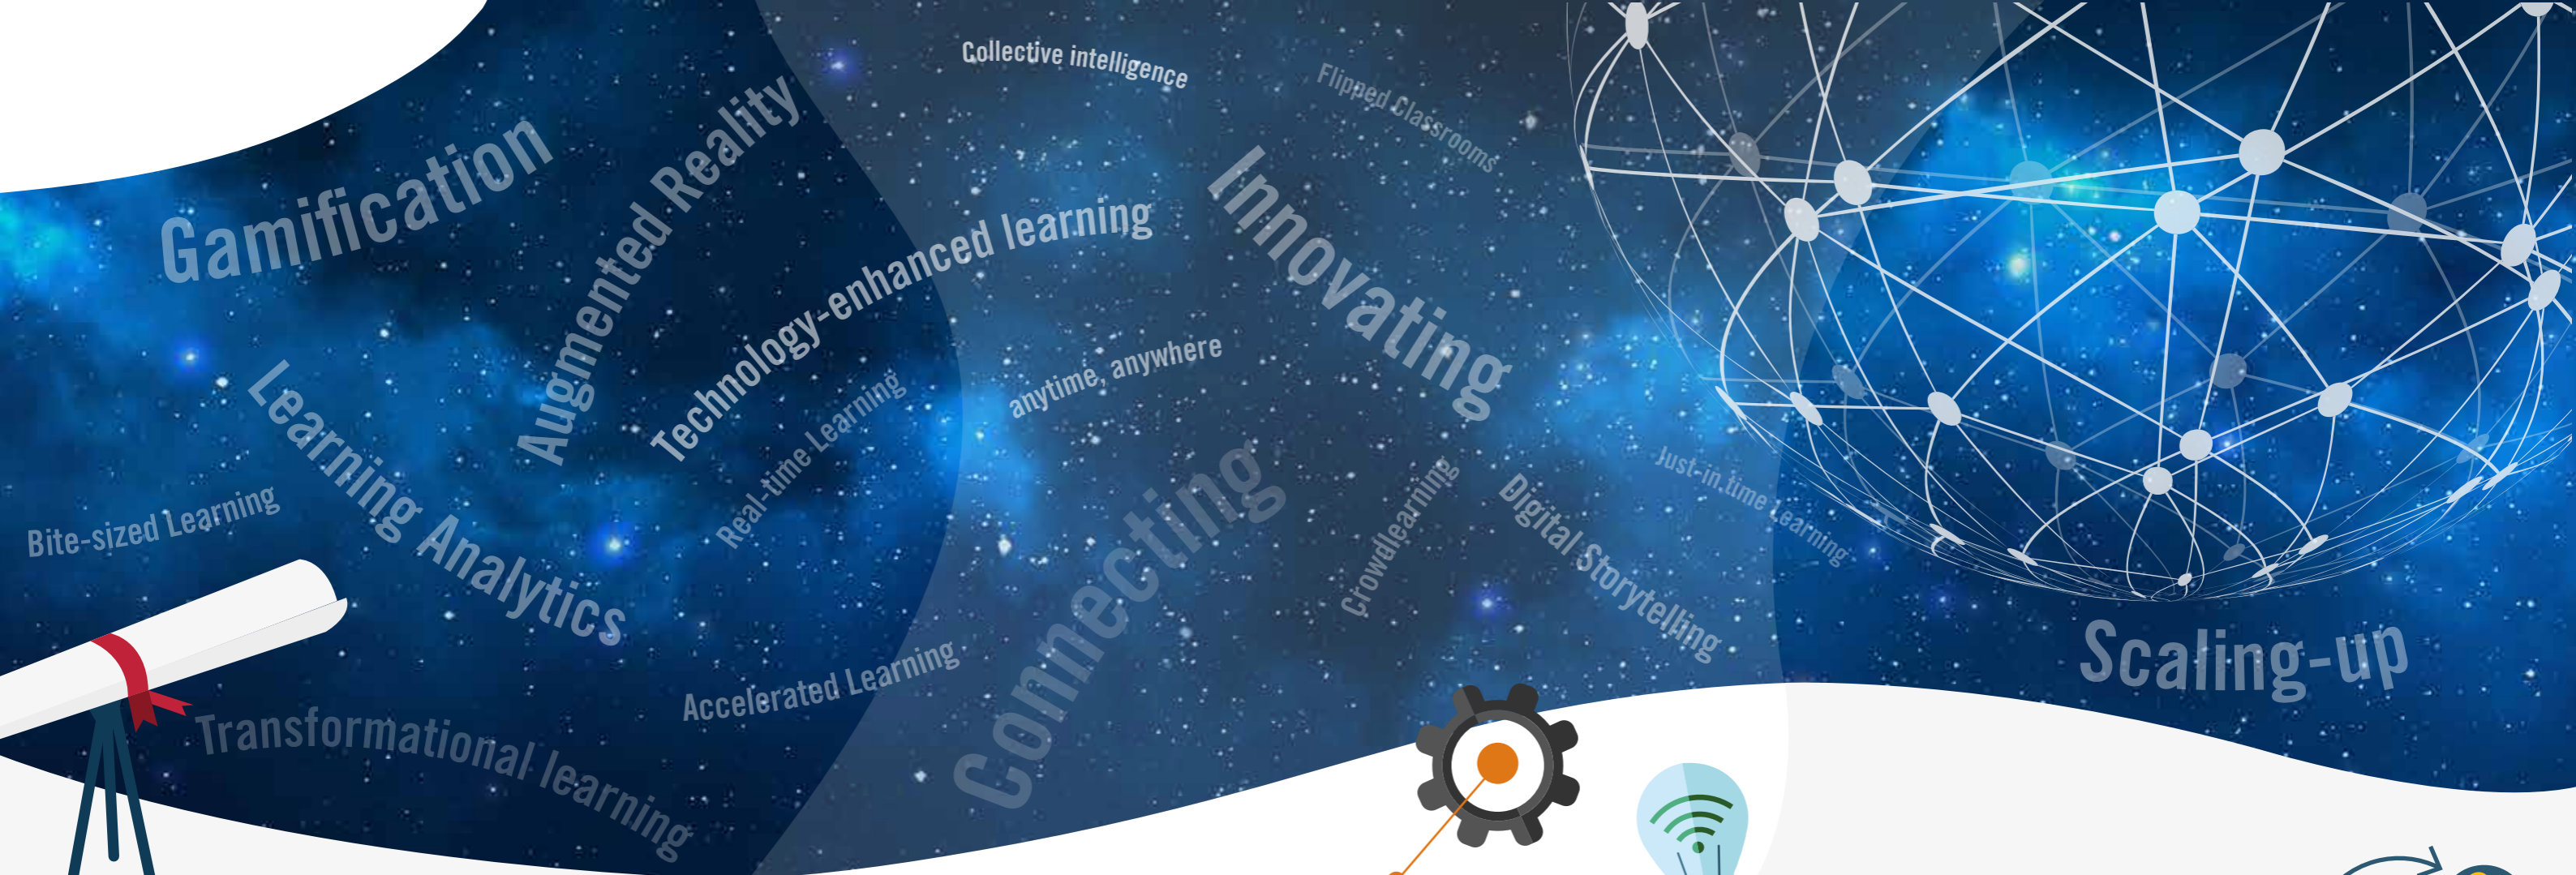 Collective intelligence
Flipped Classrooms
Gamification
Augmented Reality
Technology-enhanced learning
Innovating
anytime, anywhere
Learning Analytics
Real-time Learning
Bite-sized Learning
Connecting
Crowdlearning
Digital Storytelling
Just-in time Learning
Accelerated Learning
Scaling-up
Transformational learning